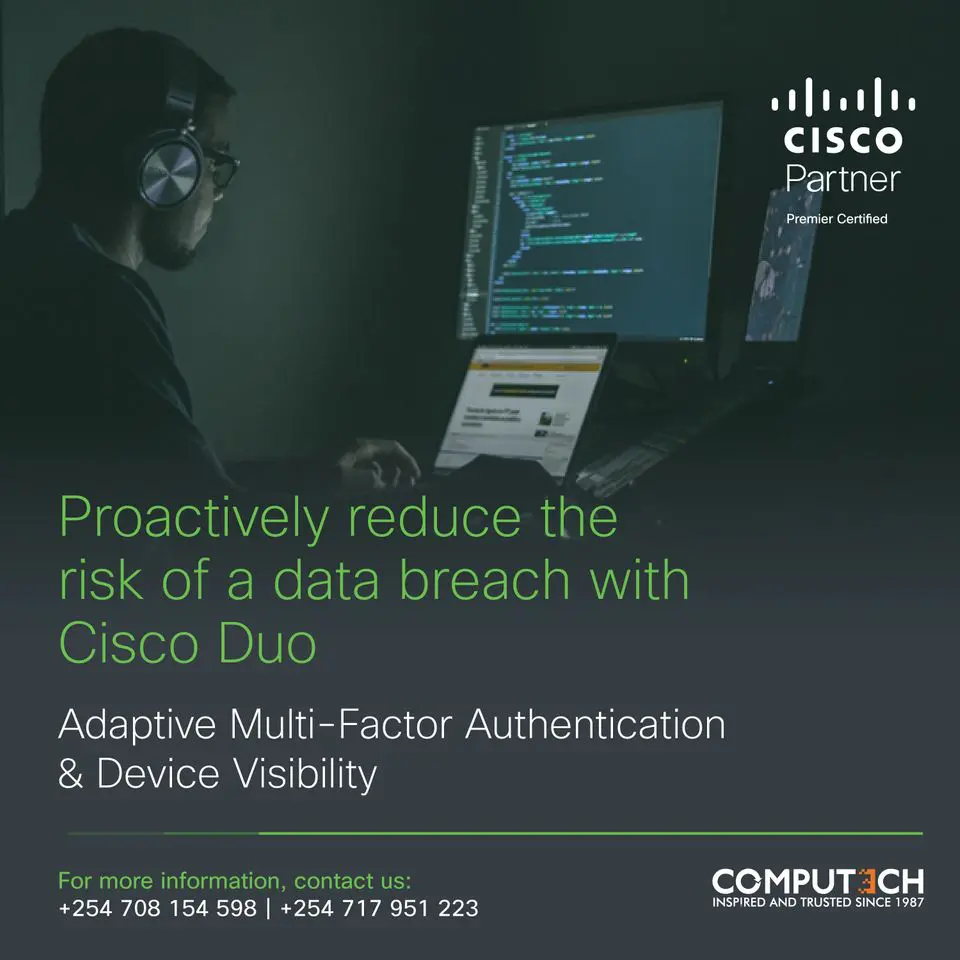 CISCO
Partner
Premier Certified
Proactively reduce the
risk of a data breach with
Cisco Duo
Adaptive Multi-Factor Authentication
& Device Visibility
For more information, contact us:
+254 708 154 598 | +254 717 951 223
COMPUTECH
INSPIRED AND TRUSTED SINCE 1987